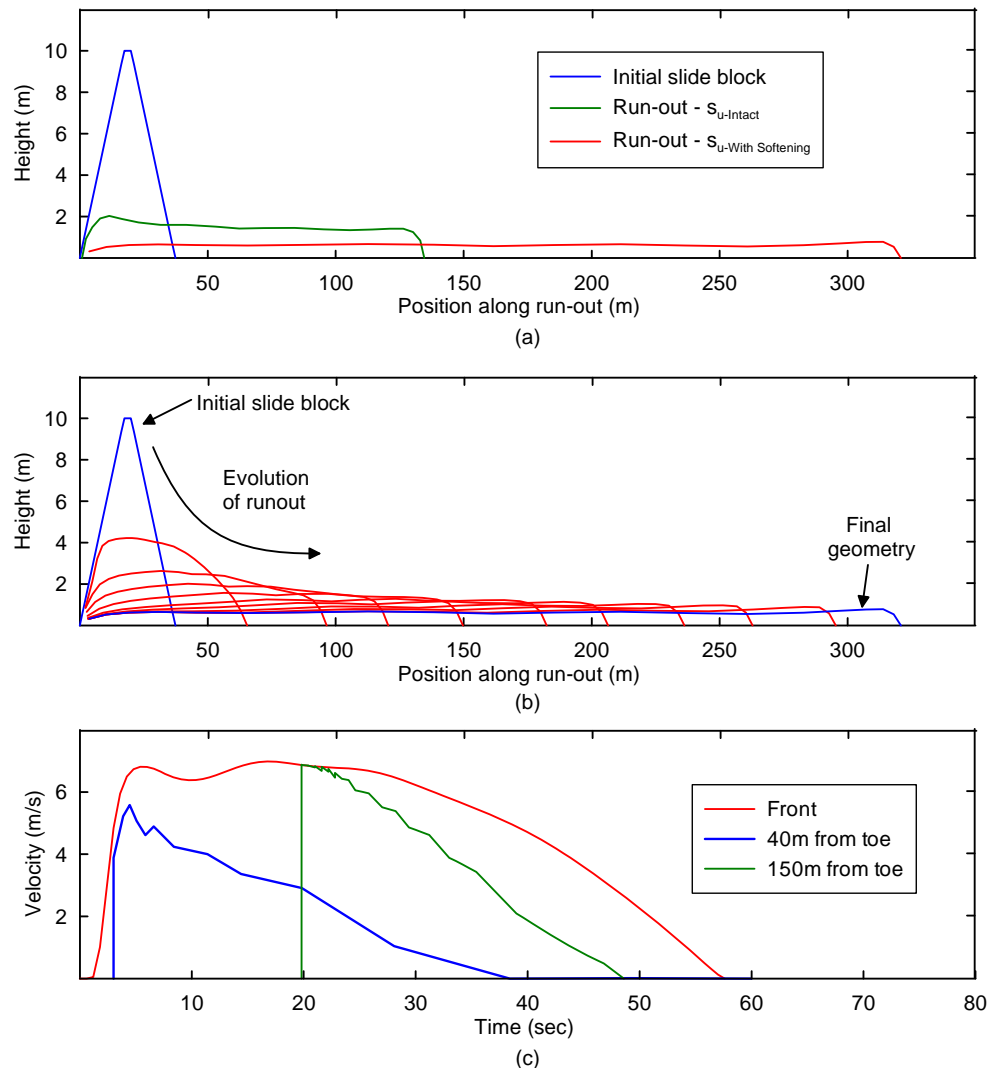 10
8
6
4
2
Height (m)
Initial slide block
Run-out - su-Intact
Run-out - su-With Softening
50 100 150 200 250 300
Position along run-out (m)
(a)
10
8
6
4
2
Height (m)
Initial slide block
Evolution
of runout
Final
geometry
50 100 150 200 250 300
Position along run-out (m)
(b)
6
4
2
Velocity (m/s)
Front
40m from toe
150m from toe
10 20 30 40 50 60 70 80
Time (sec)
(c)